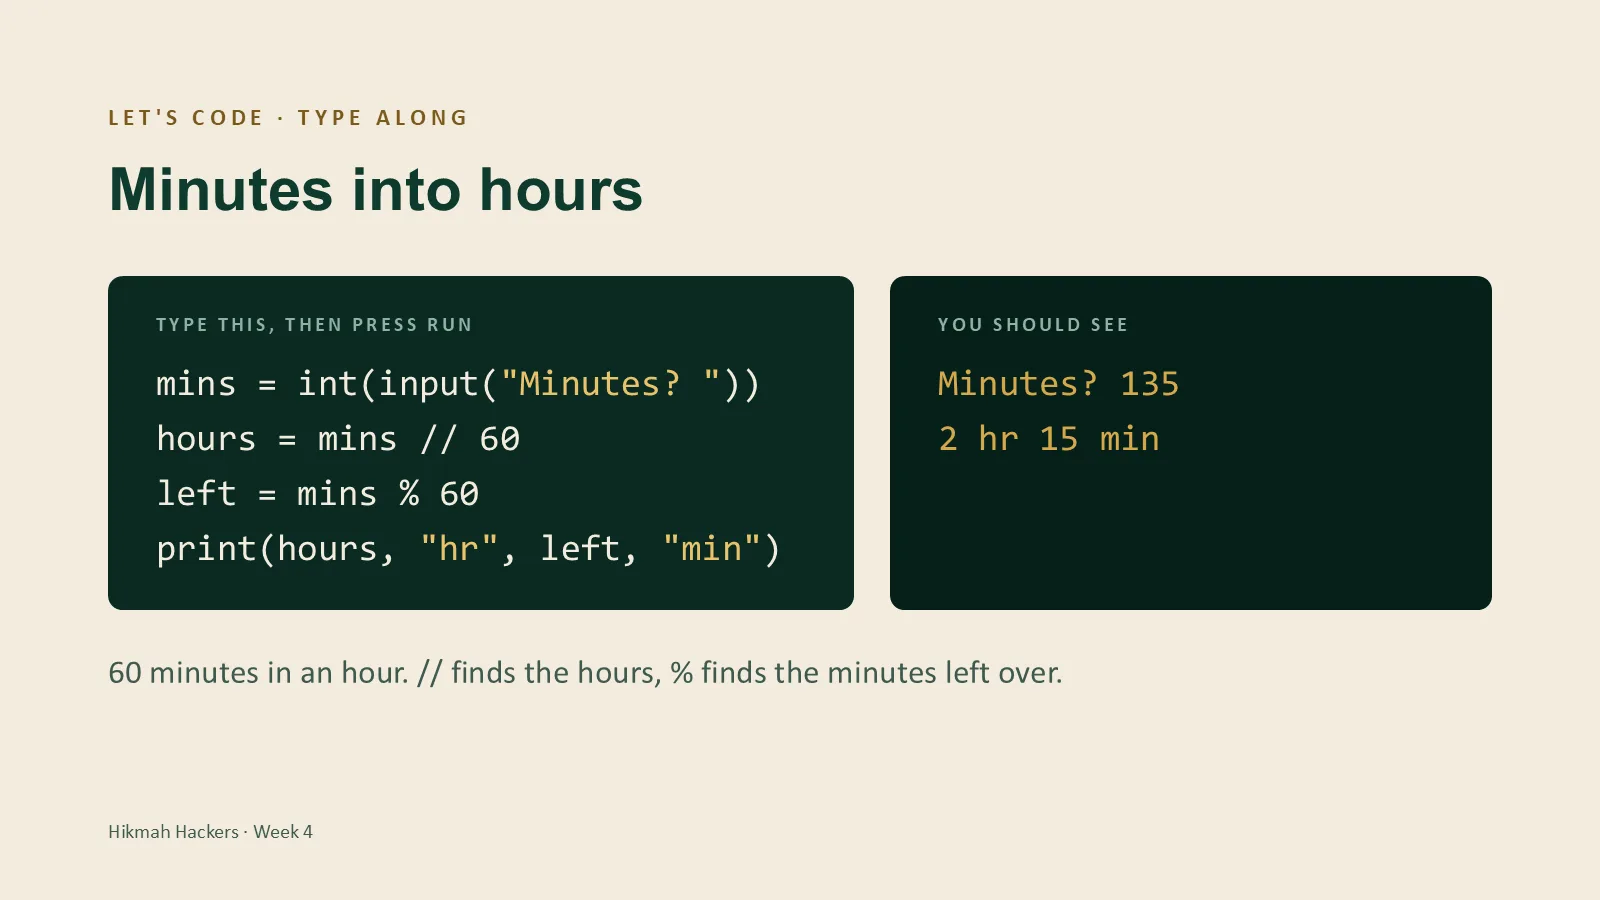 LET'S CODE · TYPE ALONG
Minutes into hours
TYPE THIS, THEN PRESS RUN
mins = int(input("Minutes? "))
hours = mins // 60
left = mins % 60
print(hours, "hr", left, "min")
YOU SHOULD SEE
Minutes? 135
2 hr 15 min
60 minutes in an hour. // finds the hours, % finds the minutes left over.
Hikmah Hackers · Week 4